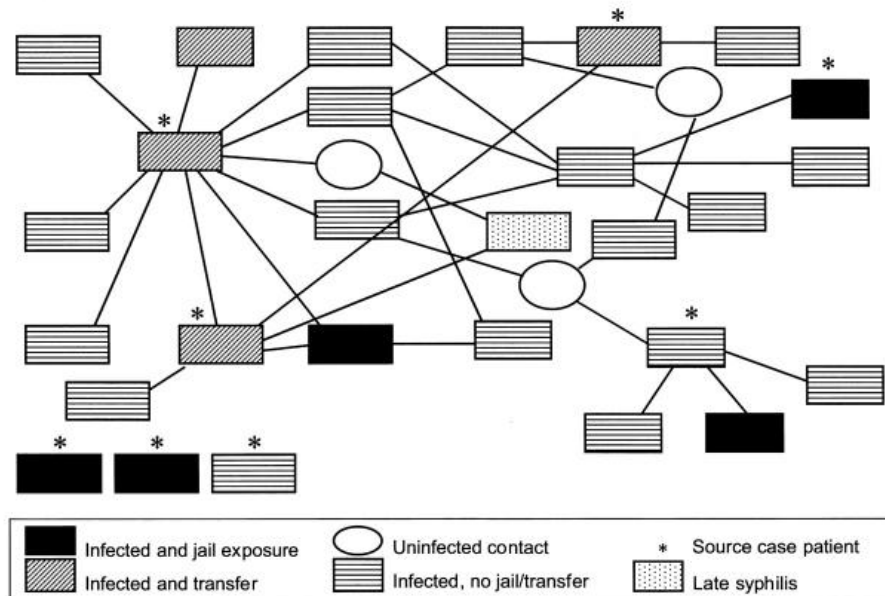 *
*
*
*
*
* * *
Infected and jail exposure Uninfected contact * Source case patient
Infected and transfer Infected, no jail/transfer Late syphilis